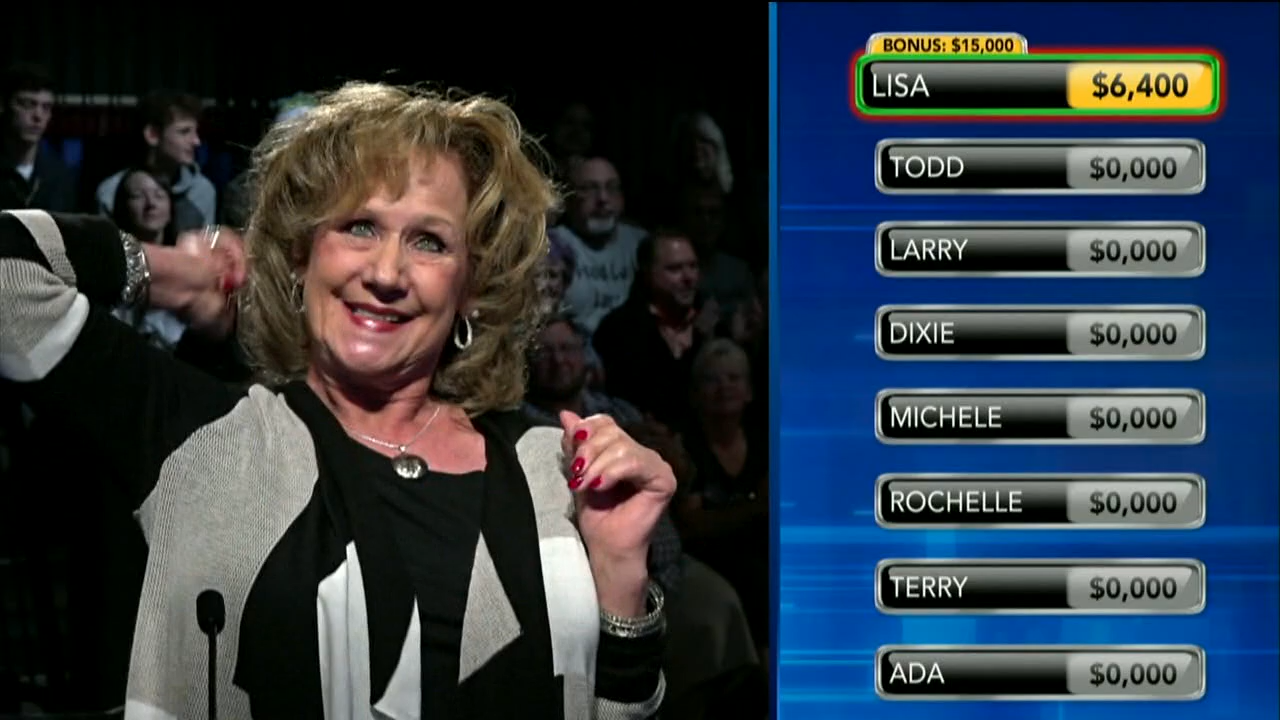 BONUS: $15,000
LISA $6,400
TODD $0,000
LARRY $0,000
DIXIE $0,000
MICHELE $0,000
ROCHELLE $0,000
TERRY $0,000
ADA $0,000